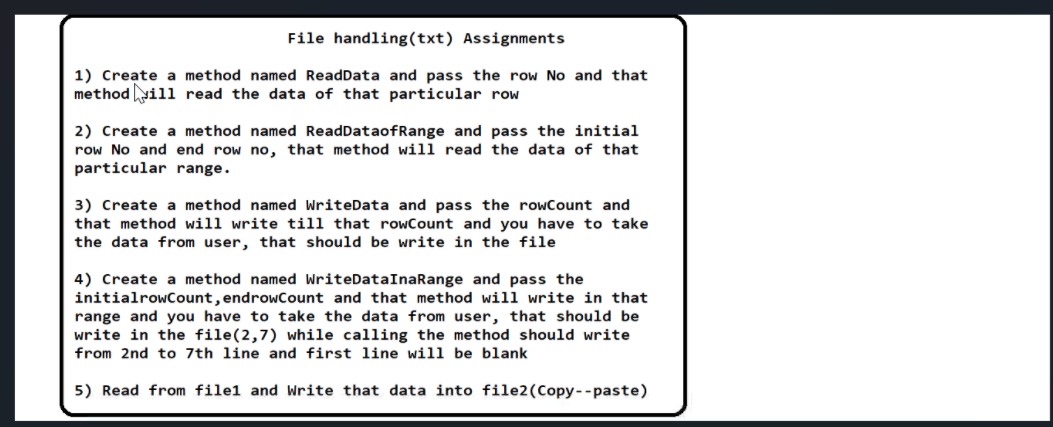 File handling(txt) Assignments
1) Create a method named ReadData and pass the row No and that
method will read the data of that particular row
2) Create a method named ReadDataofRange and pass the initial
row No and end row no, that method will read the data of that
particular range.
3) Create a method named WriteData and pass the rowCount and
that method will write till that rowCount and you have to take
the data from user, that should be write in the file
4) Create a method named WriteDataInaRange and pass the
initialrowCount,endrowCount and that method will write in that
range and you have to take the data from user, that should be
write in the file(2,7) while calling the method should write
from 2nd to 7th line and first line will be blank
5) Read from file1 and Write that data into file2(Copy--paste)